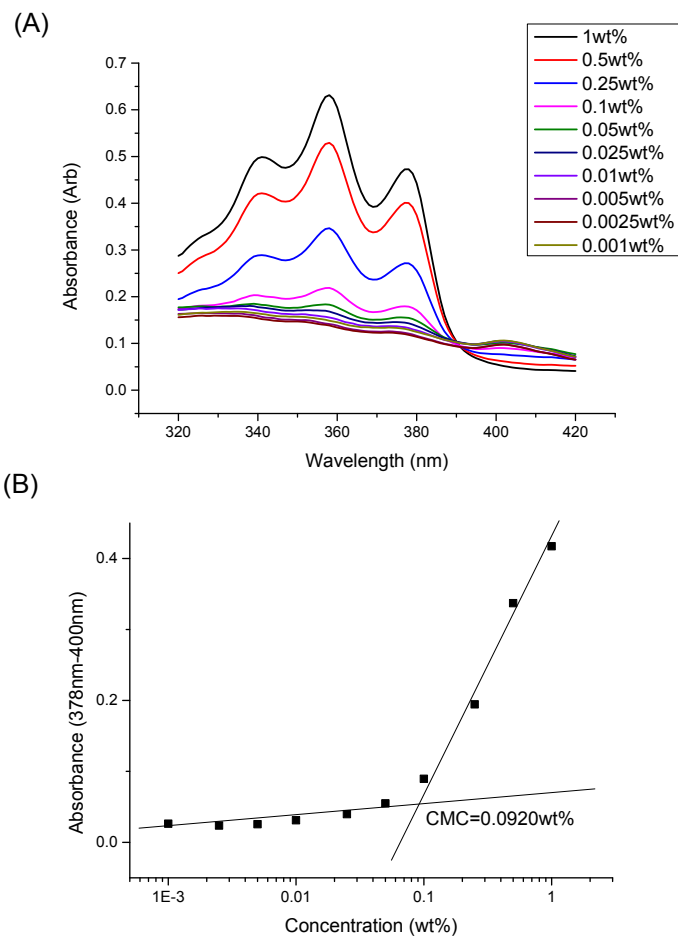 (A)
1wt%
0.5wt%
0.25wt%
0.1wt%
0.05wt%
0.025wt%
0.01wt%
0.005wt%
0.0025wt%
0.001wt%
0.7
0.6
0.5
0.4
0.3
0.2
0.1
0.0
Absorbance (Arb)
320 340 360 380 400 420
Wavelength (nm)
(B)
0.4
0.2
0.0
Absorbance (378nm-400nm)
CMC=0.0920wt%
1E-3 0.01 0.1 1
Concentration (wt%)